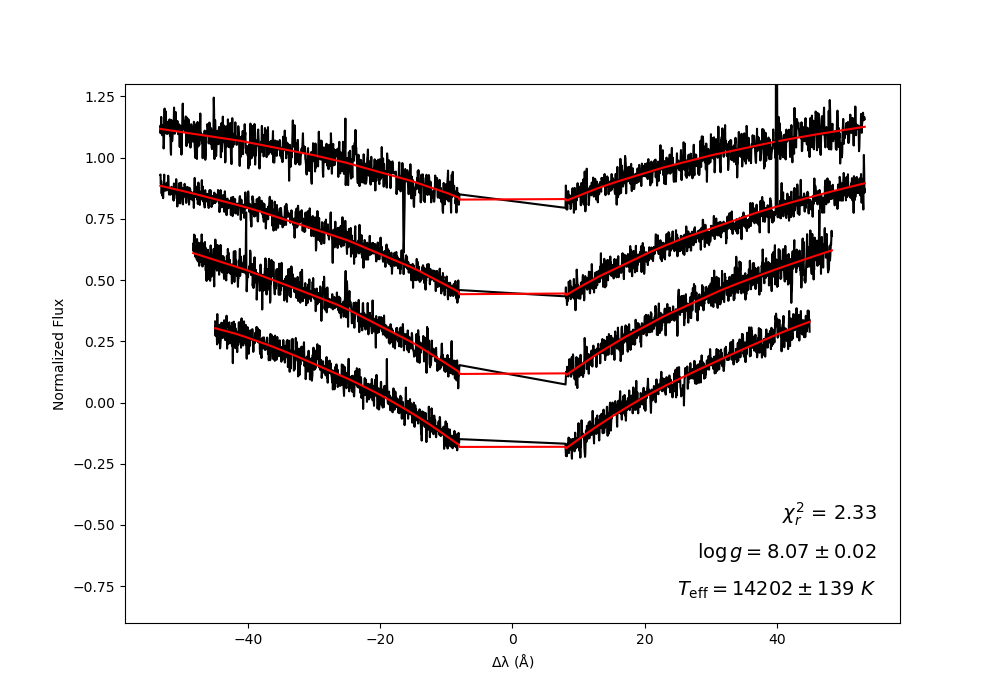 1.25
1.00
0.75
0.50
0.25
0.00
−0.25
−0.50
−0.75
Normalized Flux
χ²ᵣ = 2.33
log g = 8.07 ± 0.02
T_eff = 14202 ± 139 K
−40 −20 0 20 40
Δλ (Å)